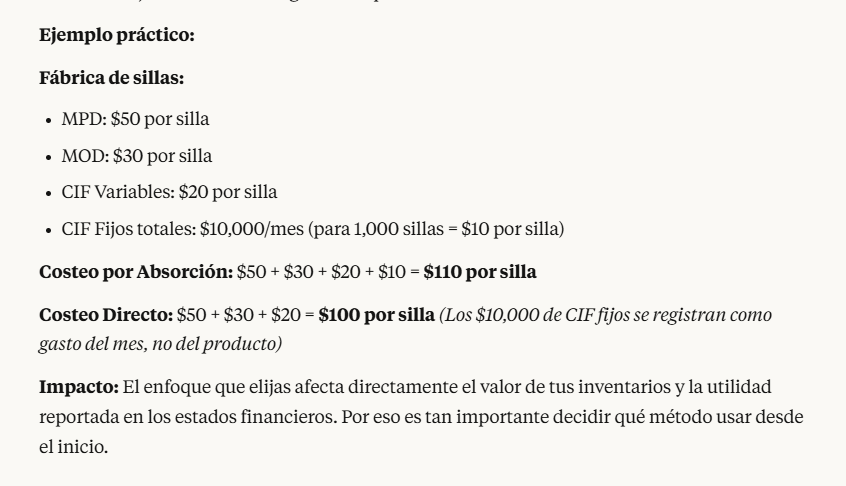 Ejemplo práctico:
Fábrica de sillas:
• MPD: $50 por silla
• MOD: $30 por silla
• CIF Variables: $20 por silla
• CIF Fijos totales: $10,000/mes (para 1,000 sillas = $10 por silla)
Costeo por Absorción: $50 + $30 + $20 + $10 = $110 por silla
Costeo Directo: $50 + $30 + $20 = $100 por silla (Los $10,000 de CIF fijos se registran como
gasto del mes, no del producto)
Impacto: El enfoque que elijas afecta directamente el valor de tus inventarios y la utilidad
reportada en los estados financieros. Por eso es tan importante decidir qué método usar desde
el inicio.